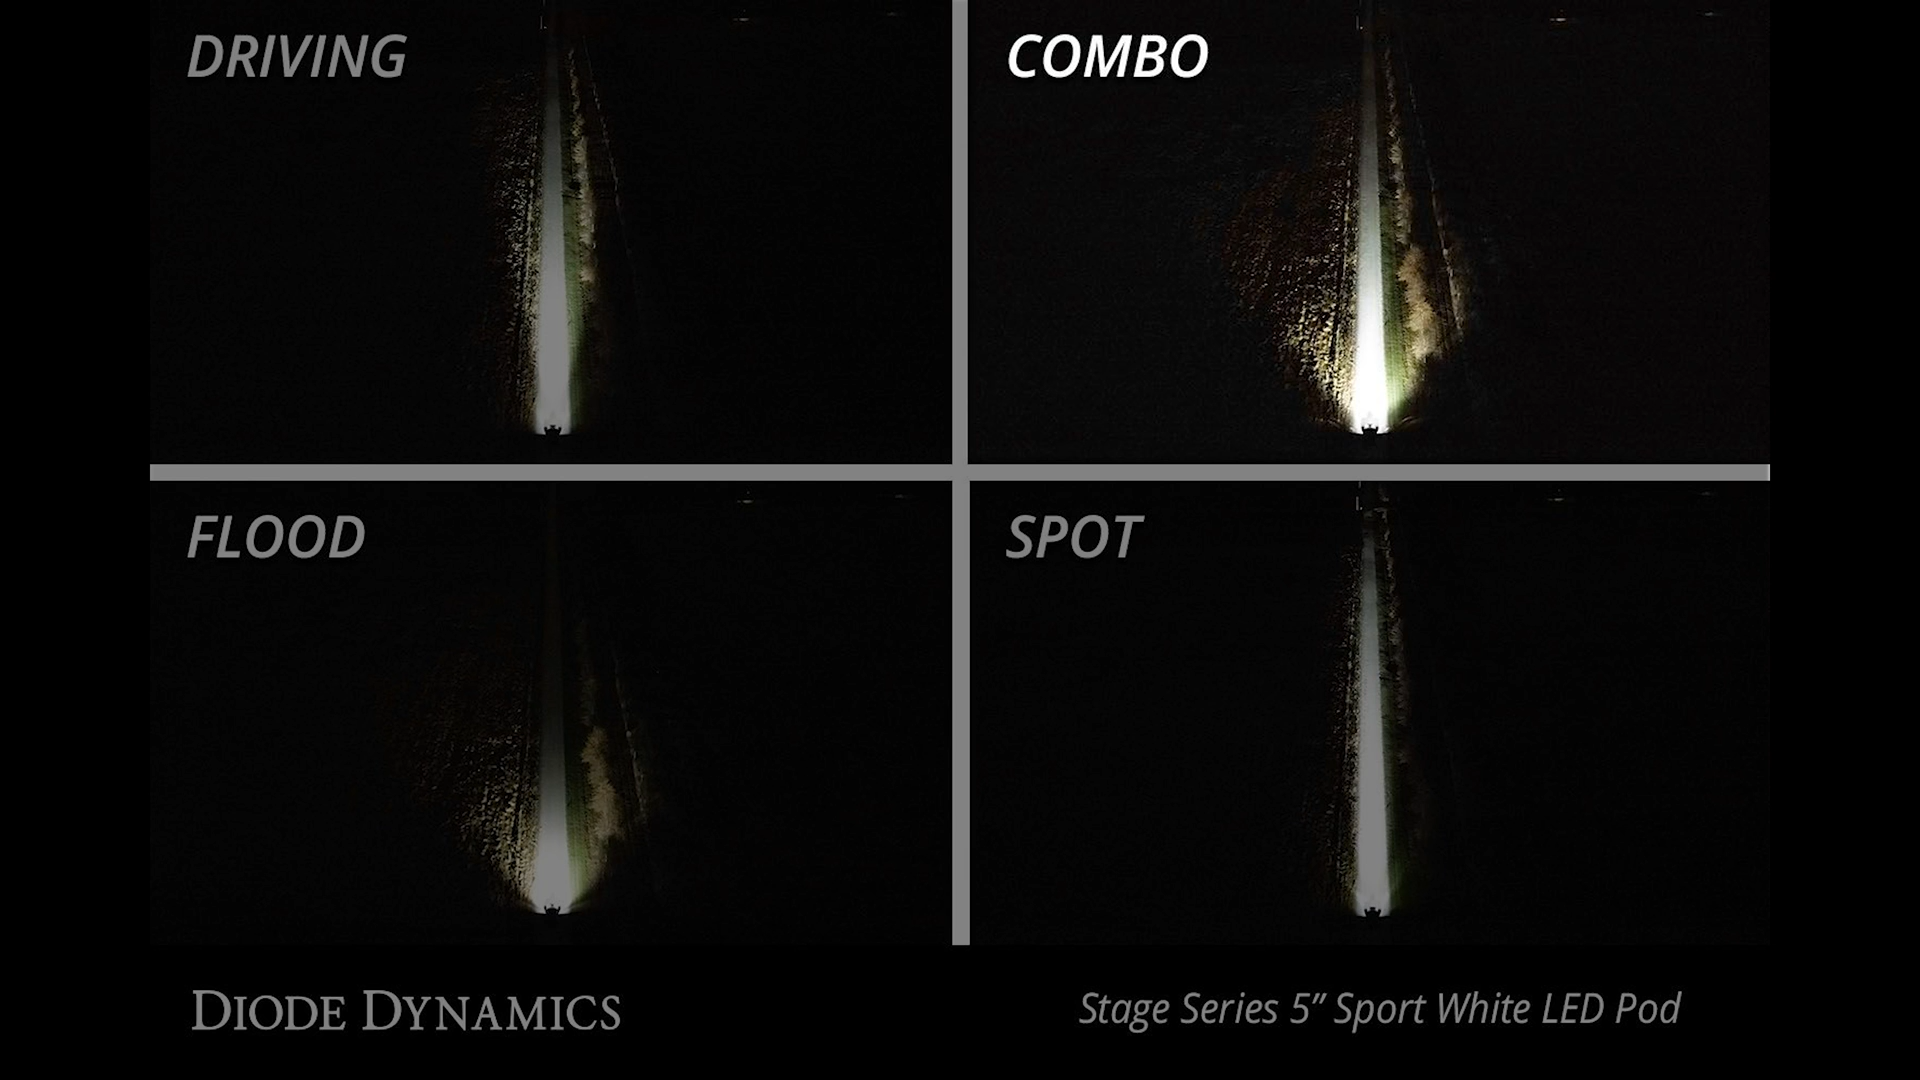 DRIVING
COMBO
FLOOD
SPOT
DIODE DYNAMICS
Stage Series 5” Sport White LED Pod